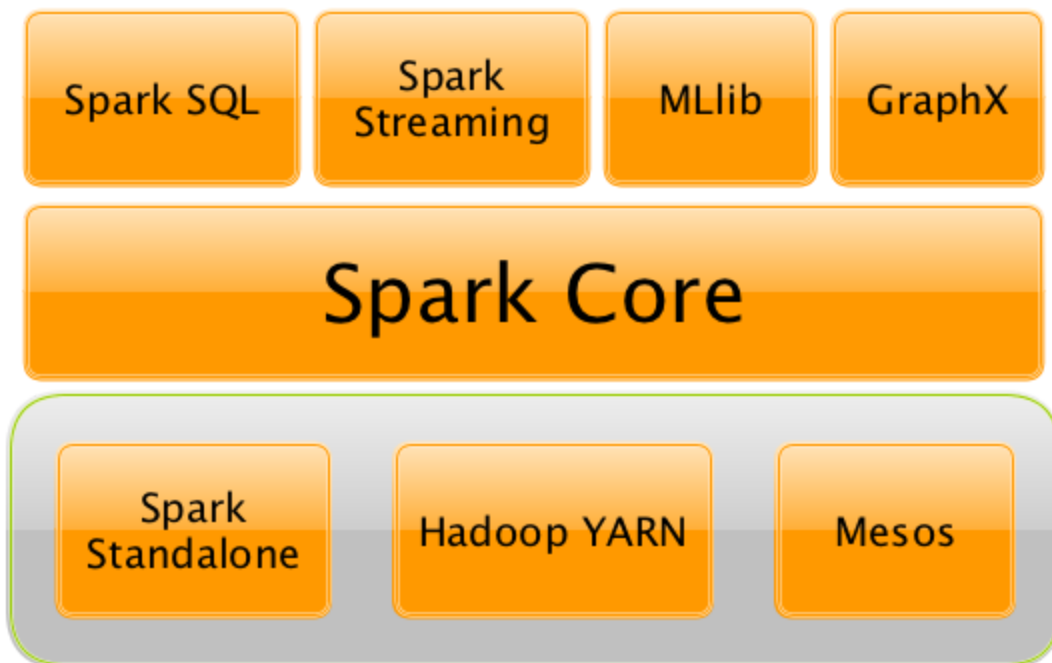 Spark SQL
Spark
Streaming
MLlib
GraphX
Spark Core
Spark
Standalone
Hadoop YARN
Mesos